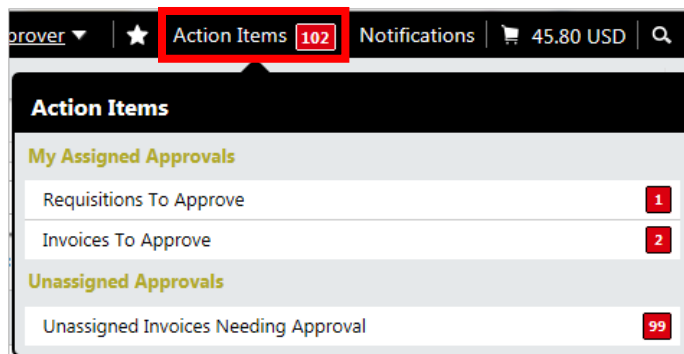 prover Action Items 102 Notifications 45.80 USD
Action Items
My Assigned Approvals
Requisitions To Approve 1
Invoices To Approve 2
Unassigned Approvals
Unassigned Invoices Needing Approval 99